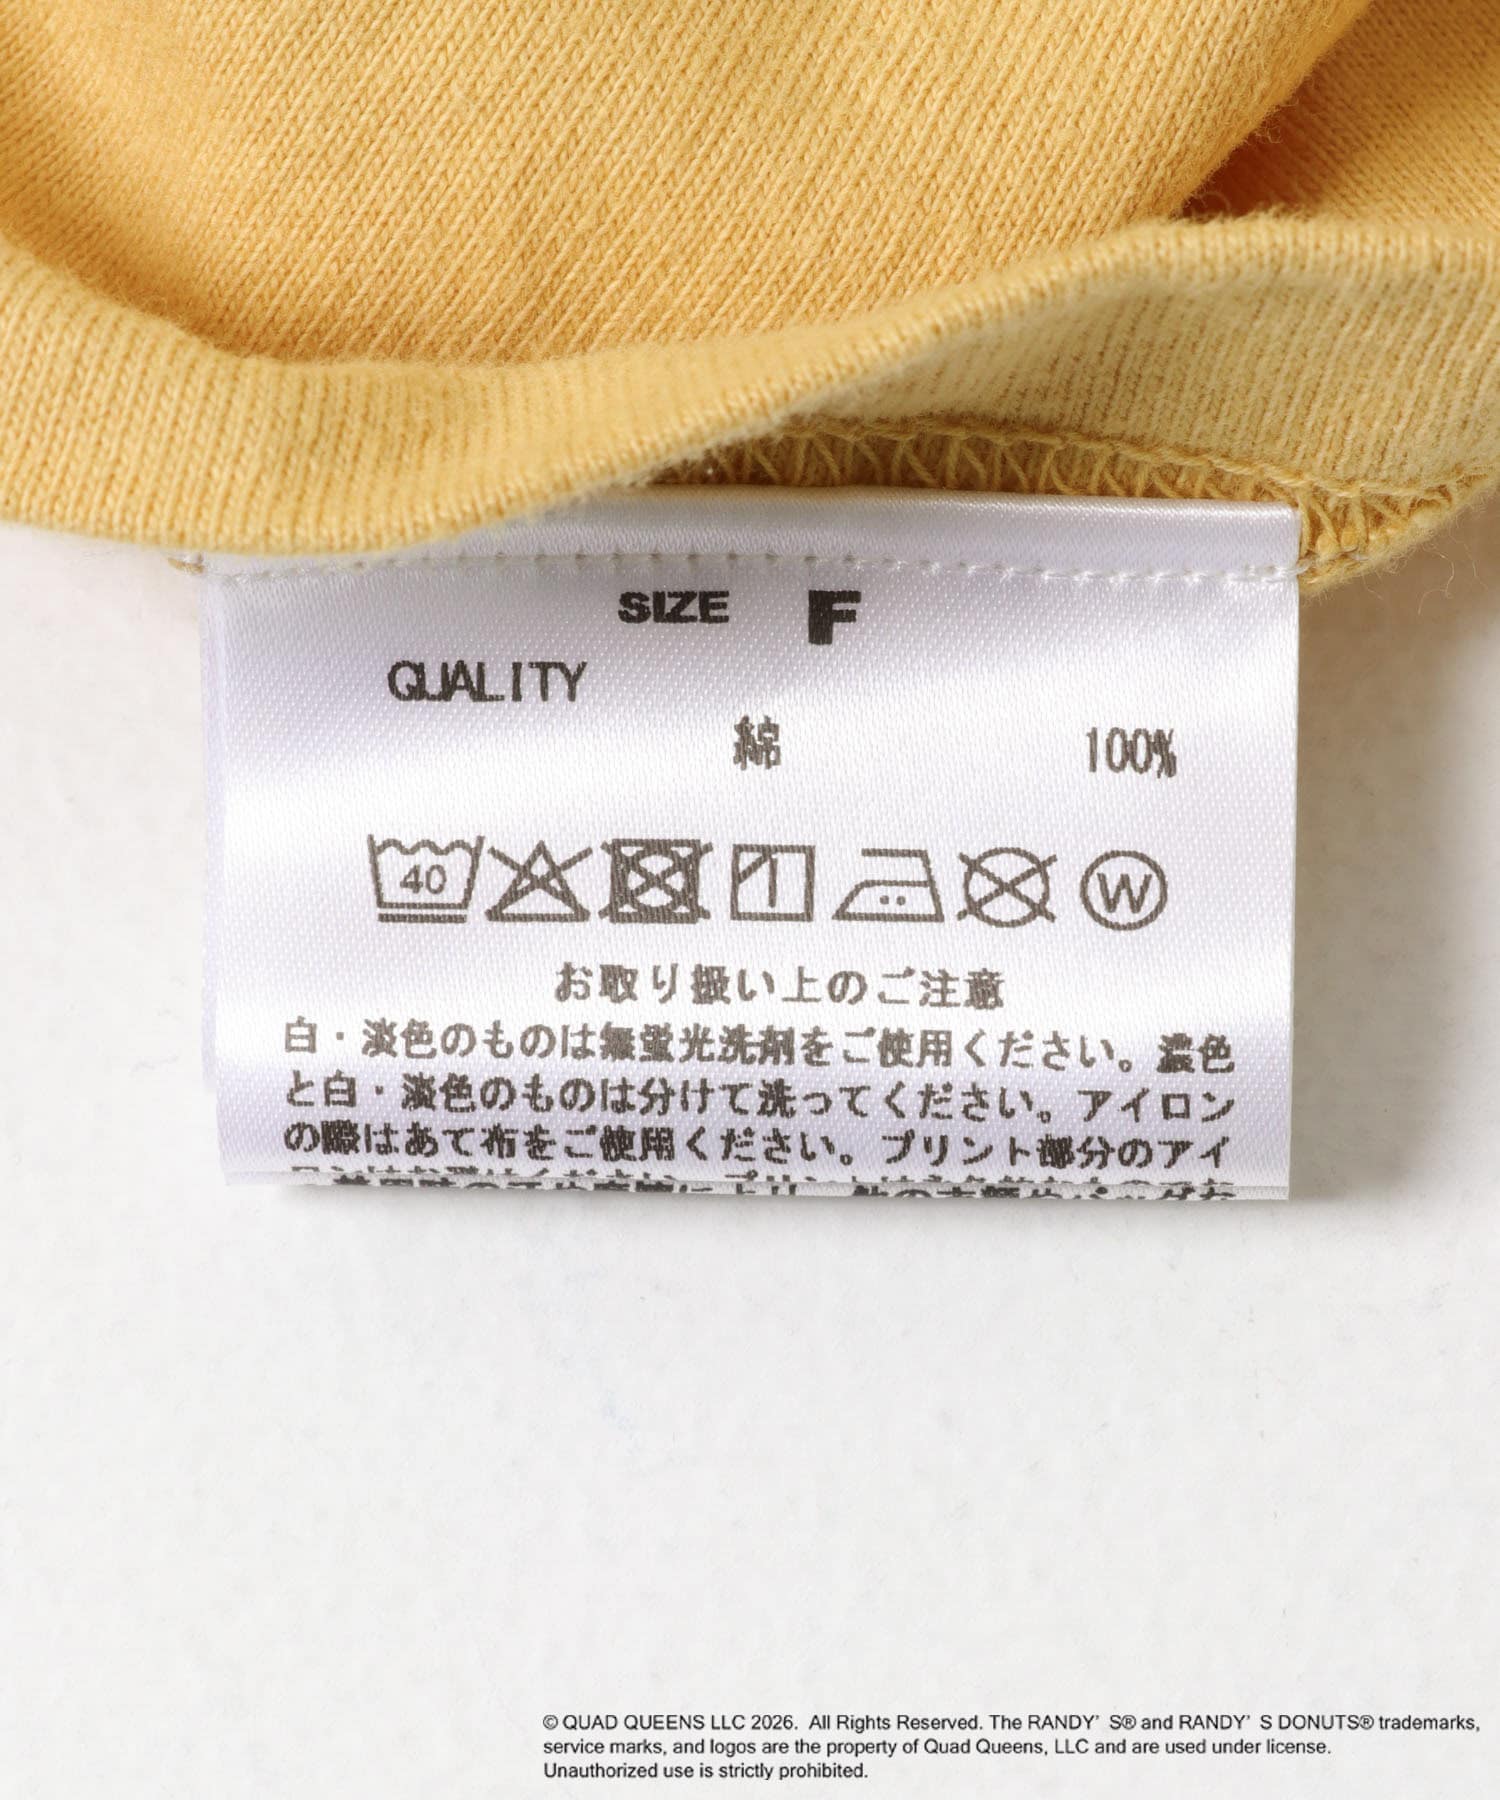 SIZE F
QUALITY
綿 100%
40 W
お取り扱い上のご注意
白・淡色のものは無蛍光洗剤をご使用ください。濃色
と白・淡色のものは分けて洗ってください。アイロン
の際はあて布をご使用ください。プリント部分のアイ
© QUAD QUEENS LLC 2026. All Rights Reserved. The RANDY’S® and RANDY’S DONUTS® trademarks,
service marks, and logos are the property of Quad Queens, LLC and are used under license.
Unauthorized use is strictly prohibited.